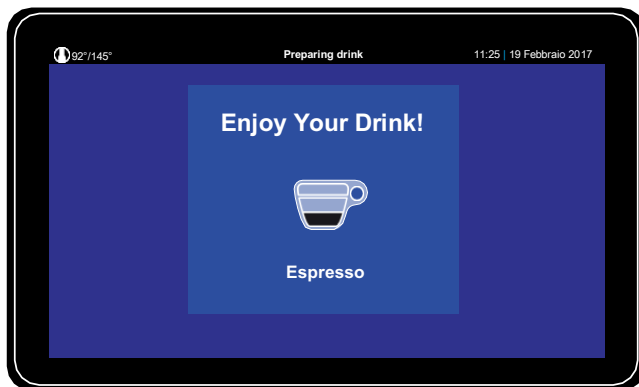 92°/145° Preparing drink 11:25 | 19 Febbraio 2017
Enjoy Your Drink!
Espresso